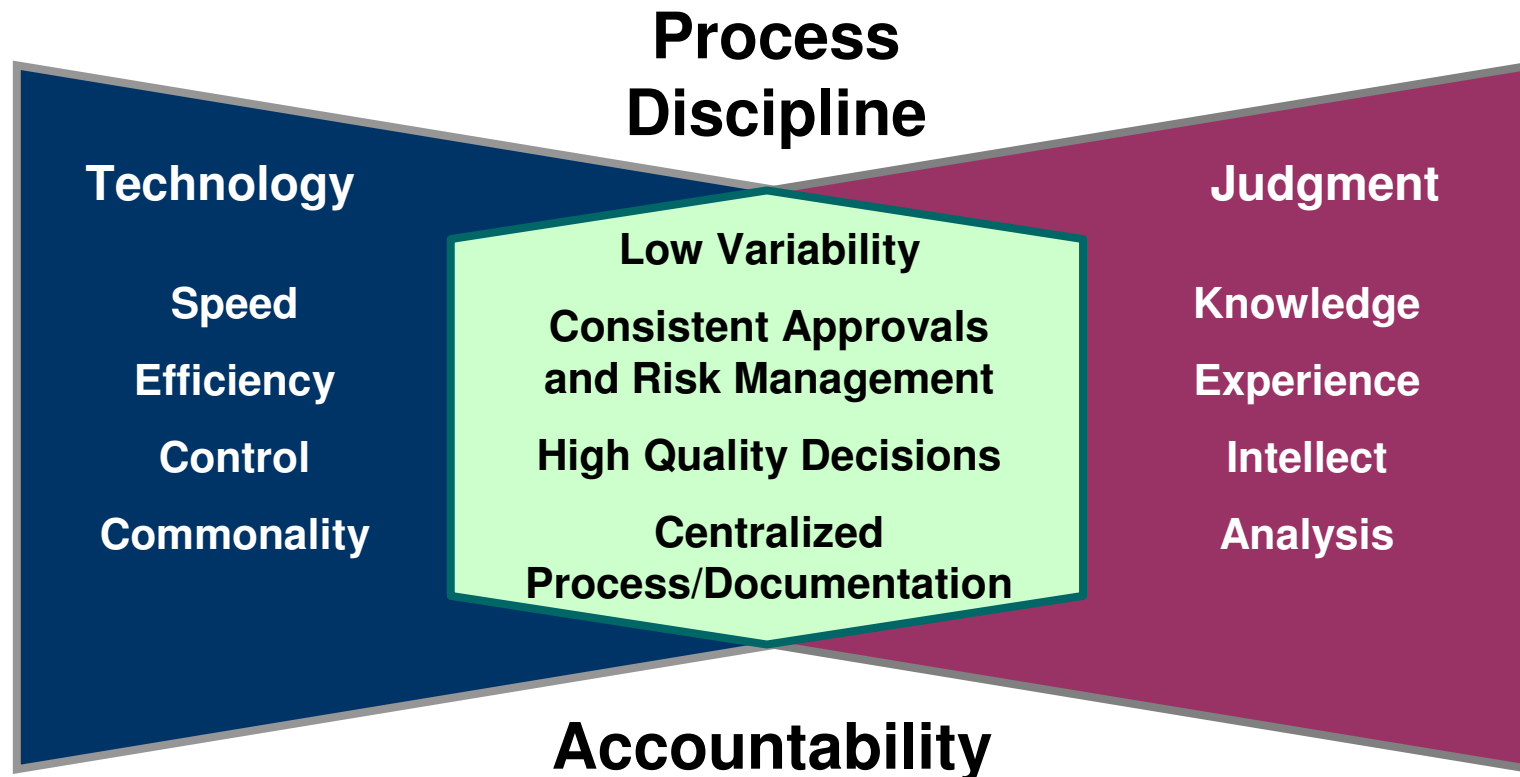 Process
Discipline
Technology
Speed
Efficiency
Control
Commonality
Low Variability
Consistent Approvals
and Risk Management
High Quality Decisions
Centralized
Process/Documentation
Judgment
Knowledge
Experience
Intellect
Analysis
Accountability